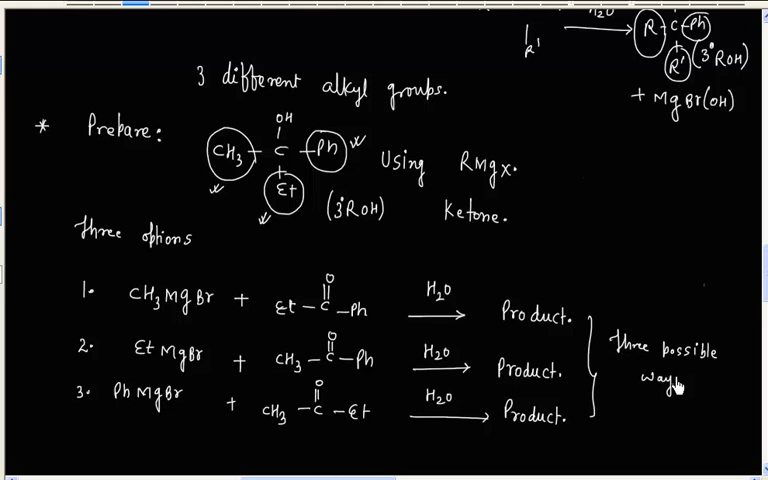 H2O
R - C - Ph
R' R' (3° ROH)
+ MgBr(OH)
3 different alkyl groups.
* Prepare:
OH
CH3 - C - Ph Using RMgx.
Et (3° ROH) Ketone.
Three options
1. CH3MgBr + Et - C - Ph H2O Product.
O
2. EtMgBr + CH3 - C - Ph H2O Product.
O
3. PhMgBr + CH3 - C - Et H2O Product.
O
Three possible
way